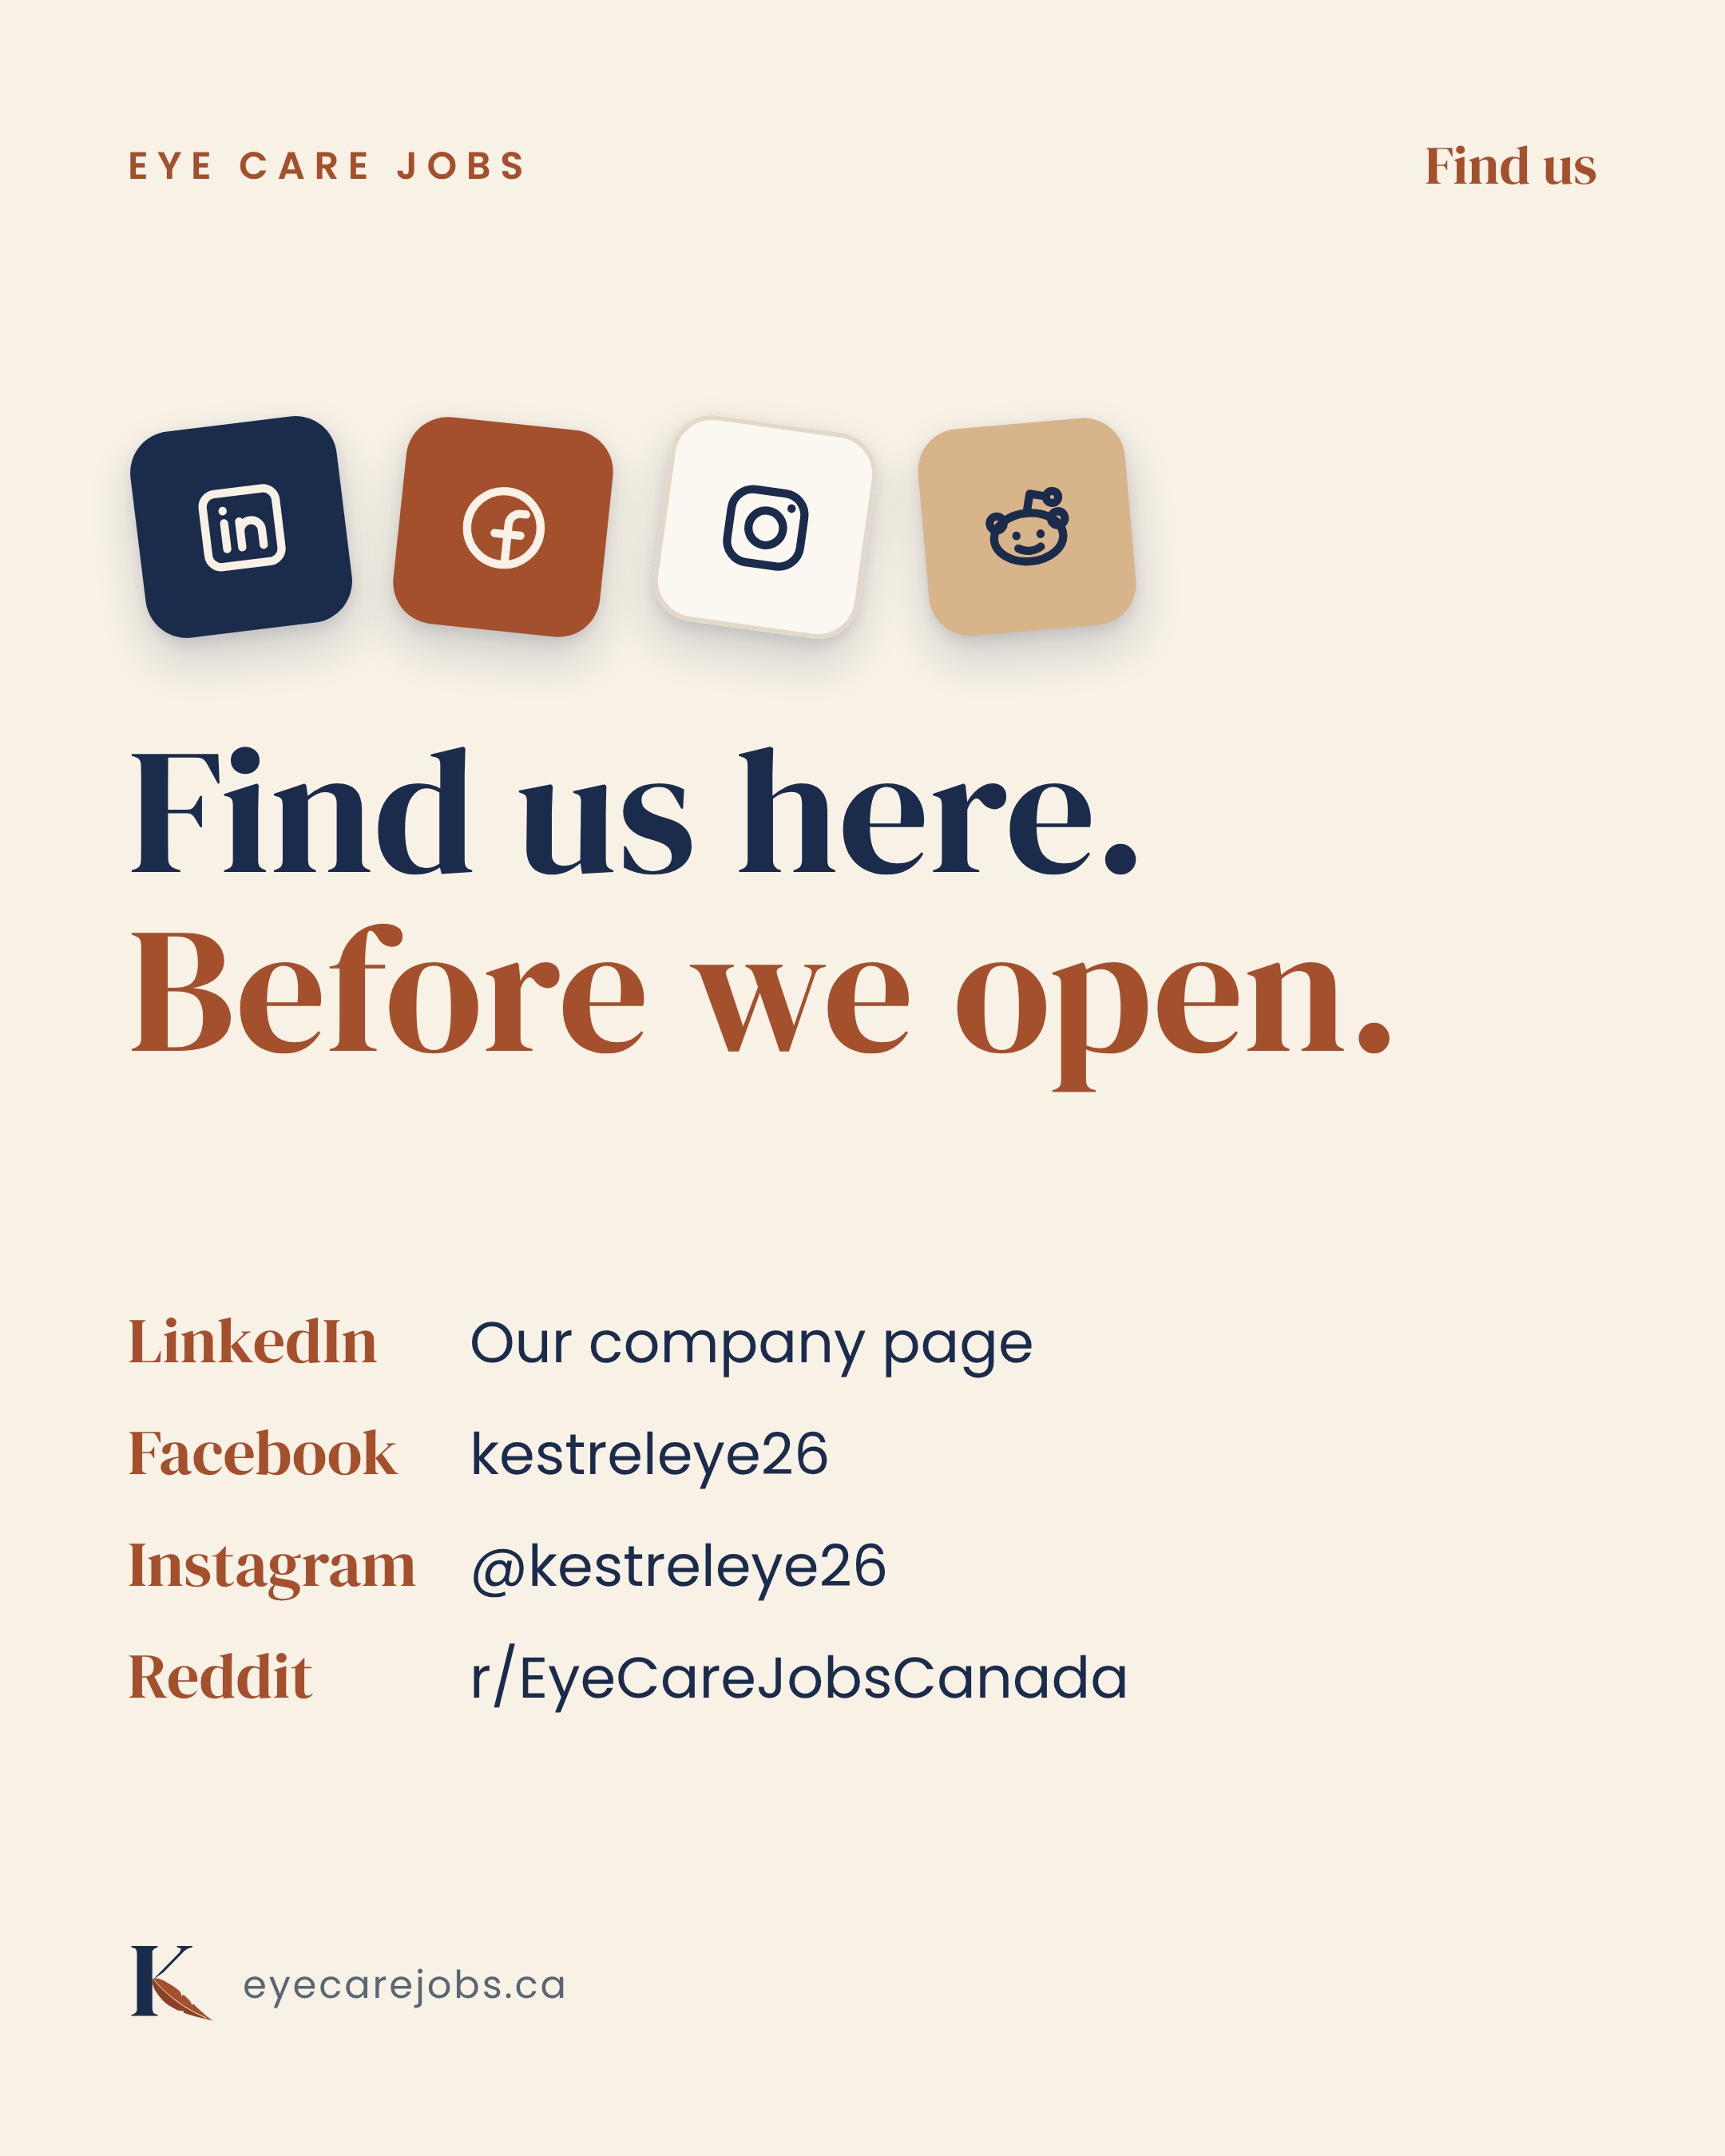 EYE CARE JOBS
Find us
in
f
Find us here.
Before we open.
LinkedIn Our company page
Facebook kestreleye26
Instagram @kestreleye26
Reddit r/EyeCareJobsCanada
K eyecarejobs.ca